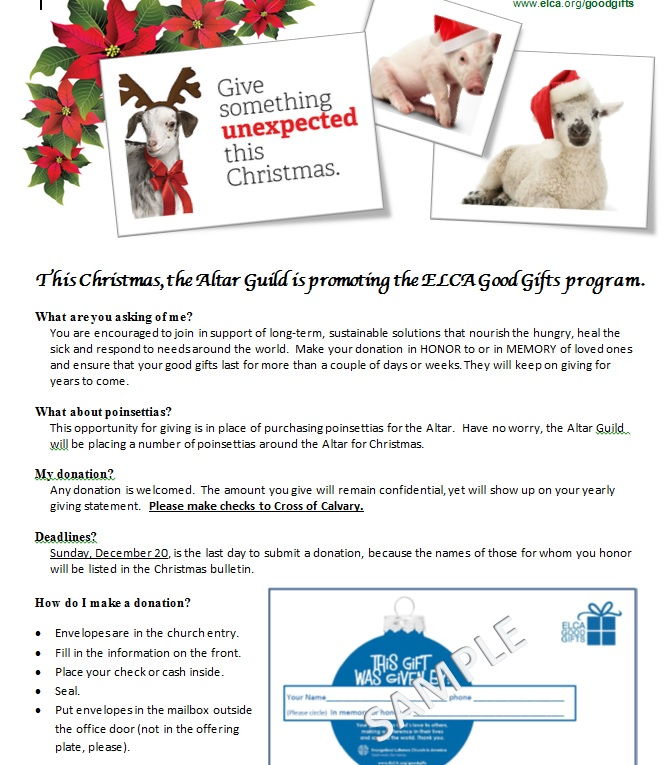 www.elca.org/goodgifts
Give
something
unexpected
this
Christmas.
This Christmas, the Altar Guild is promoting the ELCA Good Gifts program.
What are you asking of me?
You are encouraged to join in support of long-term, sustainable solutions that nourish the hungry, heal the
sick and respond to needs around the world. Make your donation in HONOR to or in MEMORY of loved ones
and ensure that your good gifts last for more than a couple of days or weeks. They will keep on giving for
years to come.
What about poinsettias?
This opportunity for giving is in place of purchasing poinsettias for the Altar. Have no worry, the Altar Guild
will be placing a number of poinsettias around the Altar for Christmas.
My donation?
Any donation is welcomed. The amount you give will remain confidential, yet will show up on your yearly
giving statement. Please make checks to Cross of Calvary.
Deadlines?
Sunday, December 20, is the last day to submit a donation, because the names of those for whom you honor
will be listed in the Christmas bulletin.
How do I make a donation?
• Envelopes are in the church entry.
• Fill in the information on the front.
• Place your check or cash inside.
• Seal.
• Put envelopes in the mailbox outside
the office door (not in the offering
plate, please).
ELCA
GOOD
GIFTS
THIS GIFT
WAS GIVEN
SAMPLE
Your Name phone
(Please circle) In memory hon
love to others,
making a difference in their lives
and the world. Thank you.
Evangelical Lutheran Church in America
www.elca.org/goodgifts